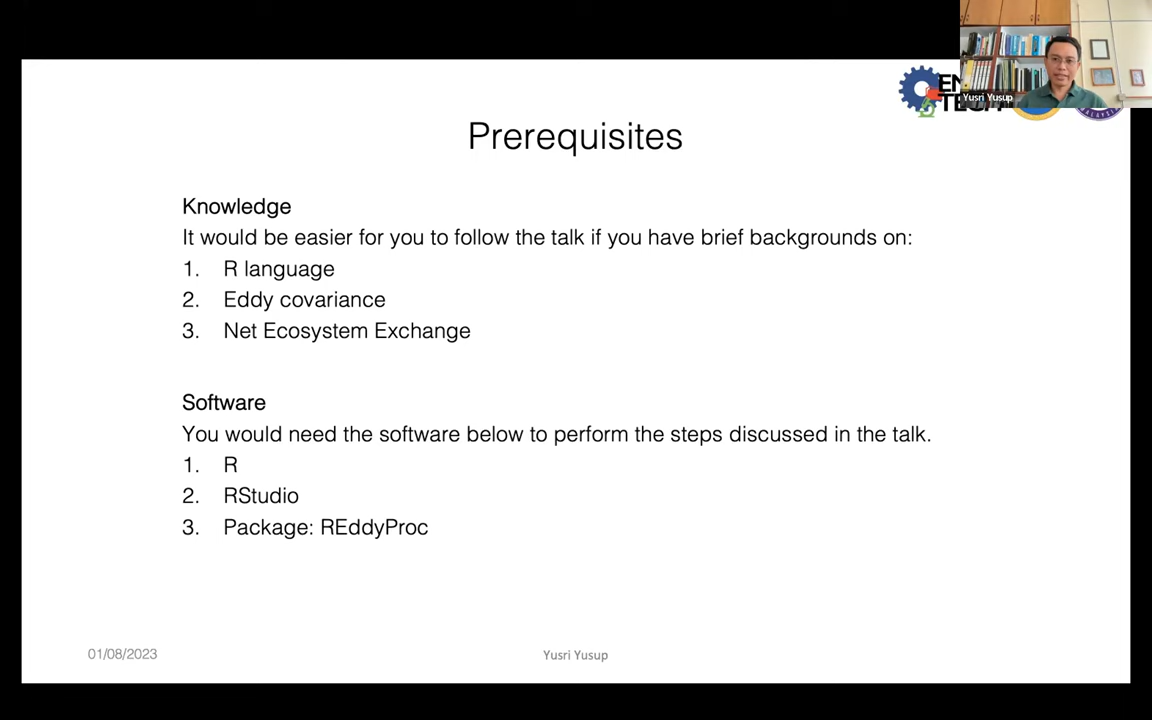 Yusri Yusup
Prerequisites
Knowledge
It would be easier for you to follow the talk if you have brief backgrounds on:
1. R language
2. Eddy covariance
3. Net Ecosystem Exchange
Software
You would need the software below to perform the steps discussed in the talk.
1. R
2. RStudio
3. Package: REddyProc
01/08/2023
Yusri Yusup